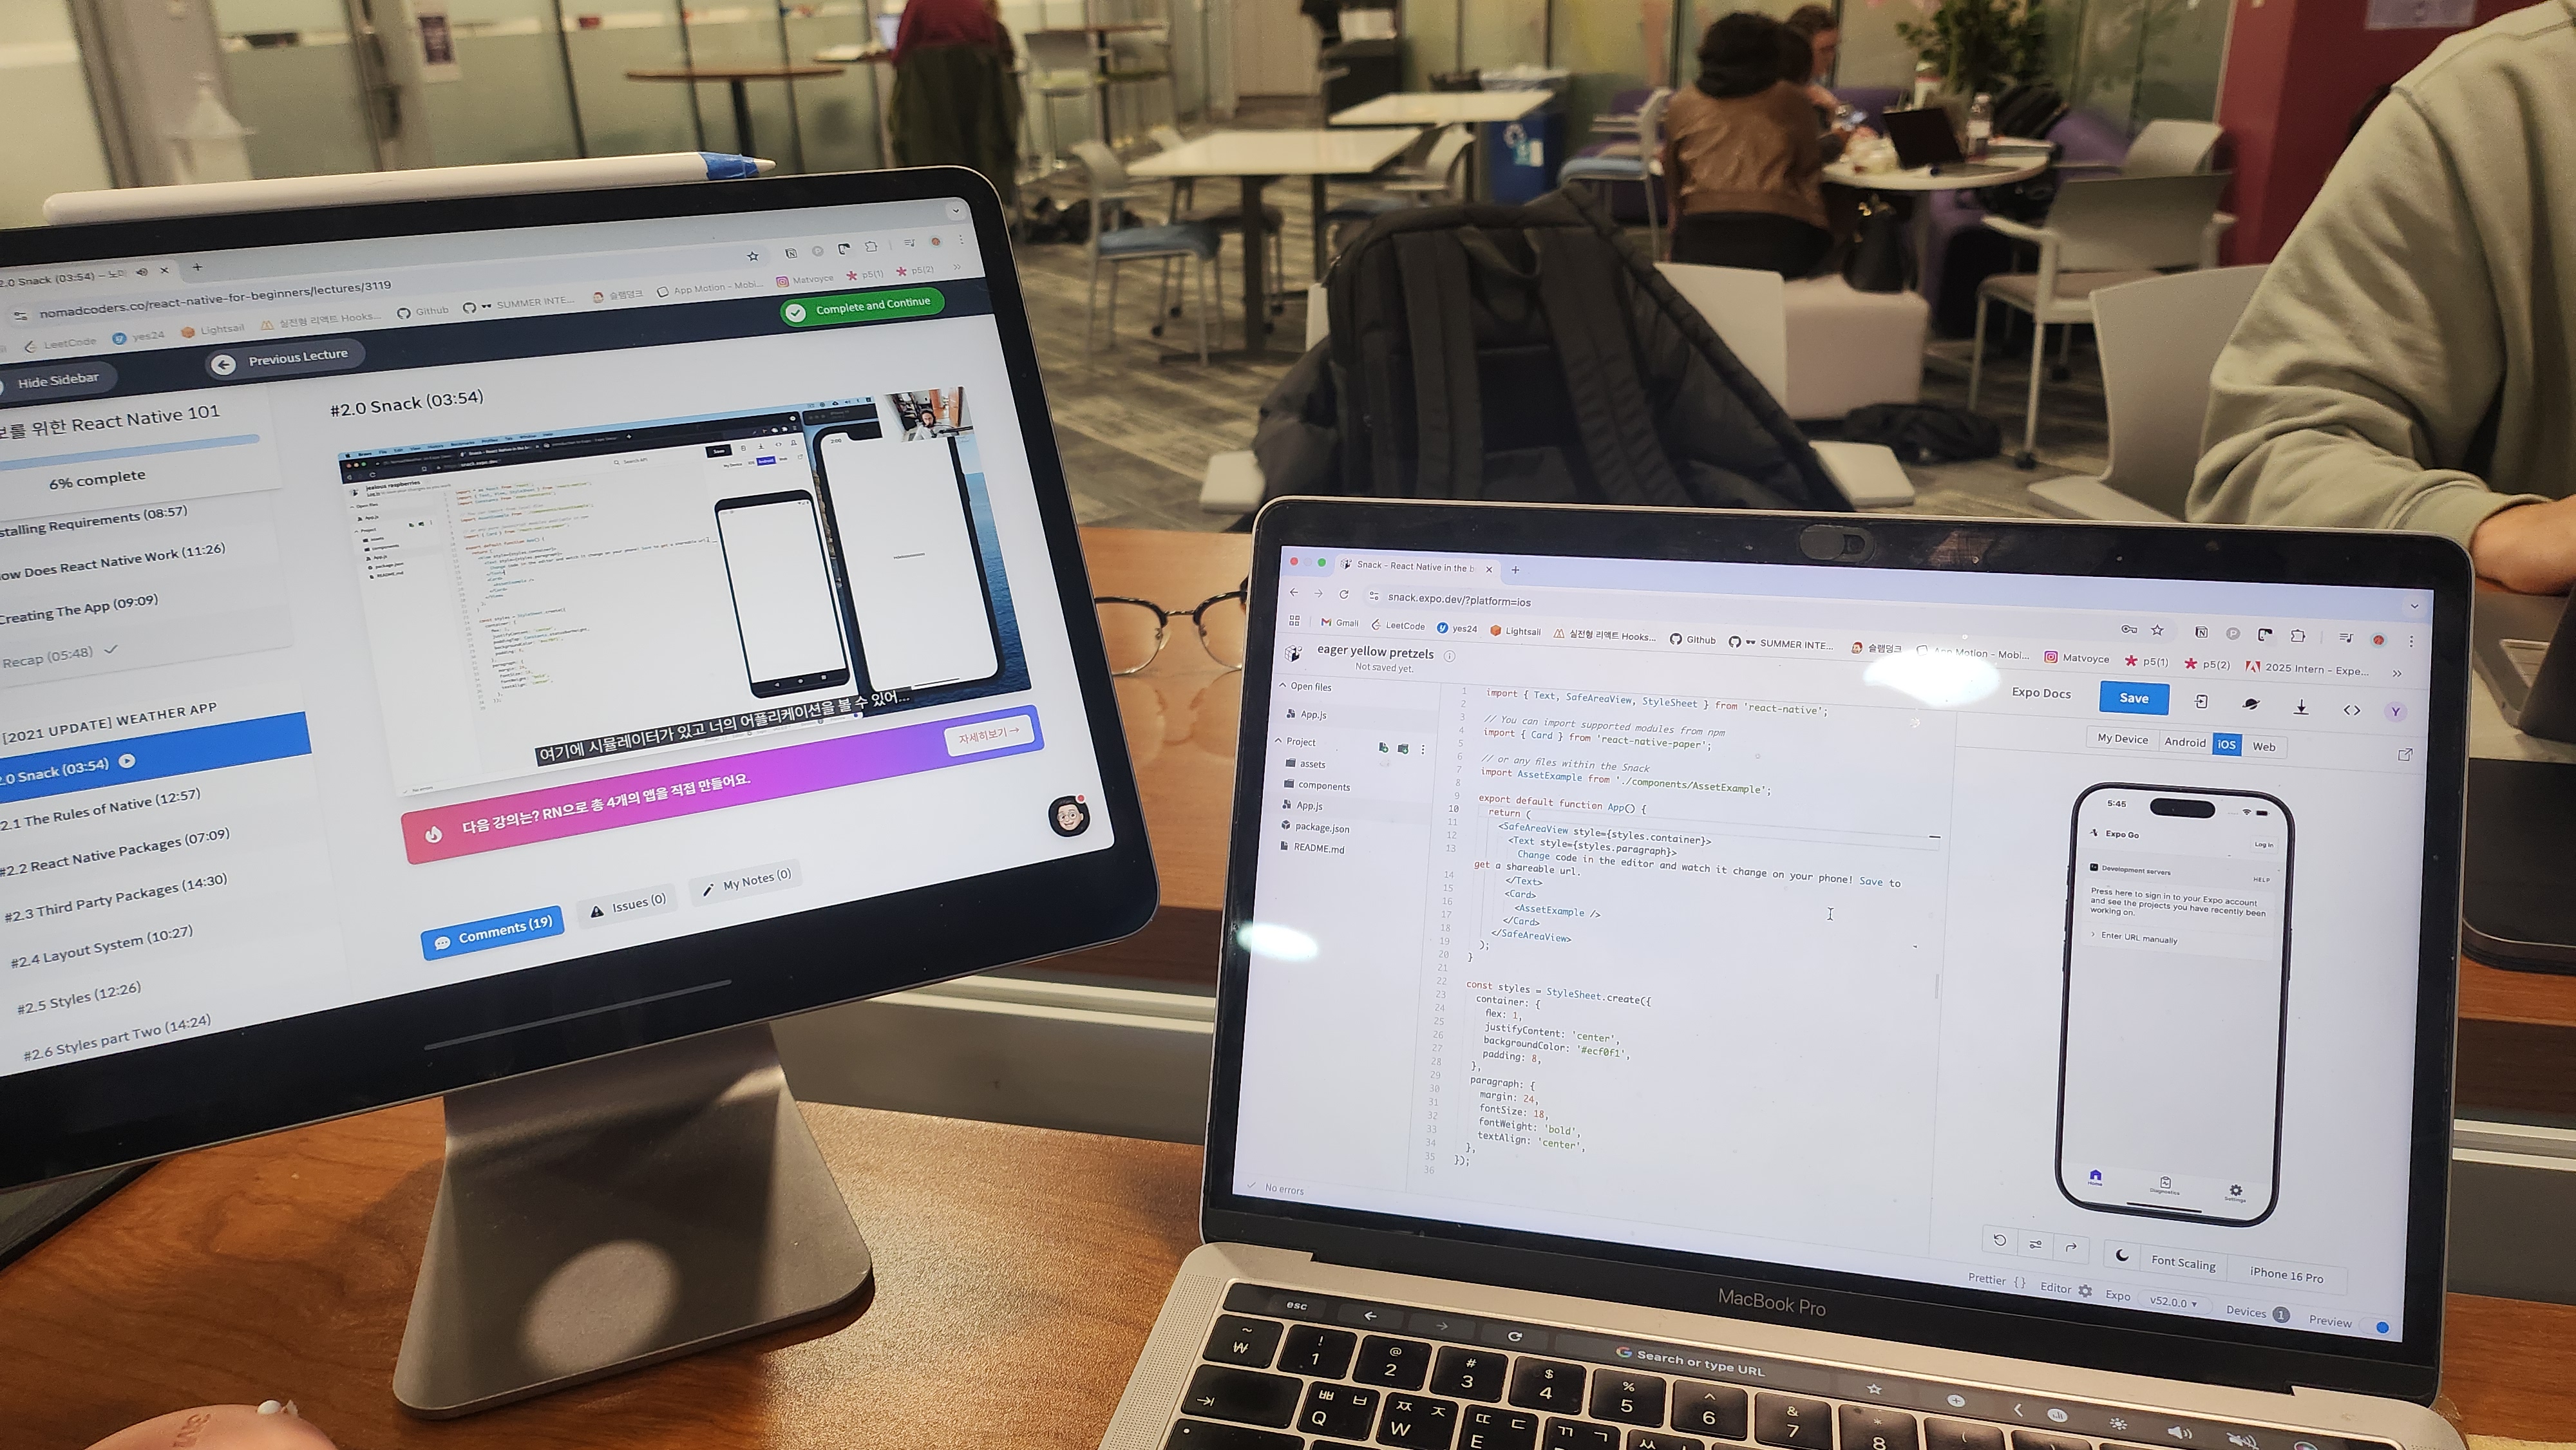 2.0 Snack (03:54) – 노마
nomadcoders.co/react-native-for-beginners/lectures/3119
LeetCode
yes24
Lightsail
실전형 리액트 Hooks...
Github
SUMMER INTE...
슬램덩크
App Motion - Mobi...
Matvoyce
p5(1)
p5(2)
Hide Sidebar
Previous Lecture
Complete and Continue
보를 위한 React Native 101
6% complete
stalling Requirements (08:57)
ow Does React Native Work (11:26)
Creating The App (09:09)
Recap (05:48)
[2021 UPDATE] WEATHER APP
2.0 Snack (03:54)
2.1 The Rules of Native (12:57)
#2.2 React Native Packages (07:09)
#2.3 Third Party Packages (14:30)
#2.4 Layout System (10:27)
#2.5 Styles (12:26)
#2.6 Styles part Two (14:24)
#2.0 Snack (03:54)
여기에 시뮬레이터가 있고 너의 어플리케이션을 볼 수 있어...
다음 강의는? RN으로 총 4개의 앱을 직접 만들어요.
자세히보기 →
Comments (19)
Issues (0)
My Notes (0)
Snack - React Native in the b
snack.expo.dev/?platform=ios
Gmail
LeetCode
yes24
Lightsail
실전형 리액트 Hooks...
Github
SUMMER INTE...
슬램덩크
App Motion - Mobi...
Matvoyce
p5(1)
p5(2)
2025 Intern - Expe...
eager yellow pretzels
Not saved yet.
Expo Docs
Save
Y
Open files
App.js
Project
assets
components
App.js
package.json
README.md
1 import { Text, SafeAreaView, StyleSheet } from 'react-native';
2
3 // You can import supported modules from npm
4 import { Card } from 'react-native-paper';
5
6 // or any files within the Snack
7 import AssetExample from './components/AssetExample';
8
9 export default function App() {
10 return (
11 <SafeAreaView style={styles.container}>
12 <Text style={styles.paragraph}>
13 Change code in the editor and watch it change on your phone! Save to
get a shareable url.
14 </Text>
15 <Card>
16 <AssetExample />
17 </Card>
18 </SafeAreaView>
19 );
20 }
21
22 const styles = StyleSheet.create({
23 container: {
24 flex: 1,
25 justifyContent: 'center',
26 backgroundColor: '#ecf0f1',
27 padding: 8,
28 },
29 paragraph: {
30 margin: 24,
31 fontSize: 18,
32 fontWeight: 'bold',
33 textAlign: 'center',
34 },
35 });
36
No errors
My Device
Android
iOS
Web
5:45
Expo Go
Log In
Development servers
HELP
Press here to sign in to your Expo account
and see the projects you have recently been
working on.
Enter URL manually
Home
Diagnostics
Settings
Font Scaling
iPhone 16 Pro
Prettier {}
Editor
Expo
v52.0.0
Devices 1
Preview
MacBook Pro
esc
Search or type URL
~ ₩
! 1
@ 2
# 3
$ 4
% 5
^ 6
& 7
* 8
ㅃ ㅂ Q
ㅉ ㅈ W
ㄸ ㄷ E
ㄲ ㄱ
ㅆ ㅅ